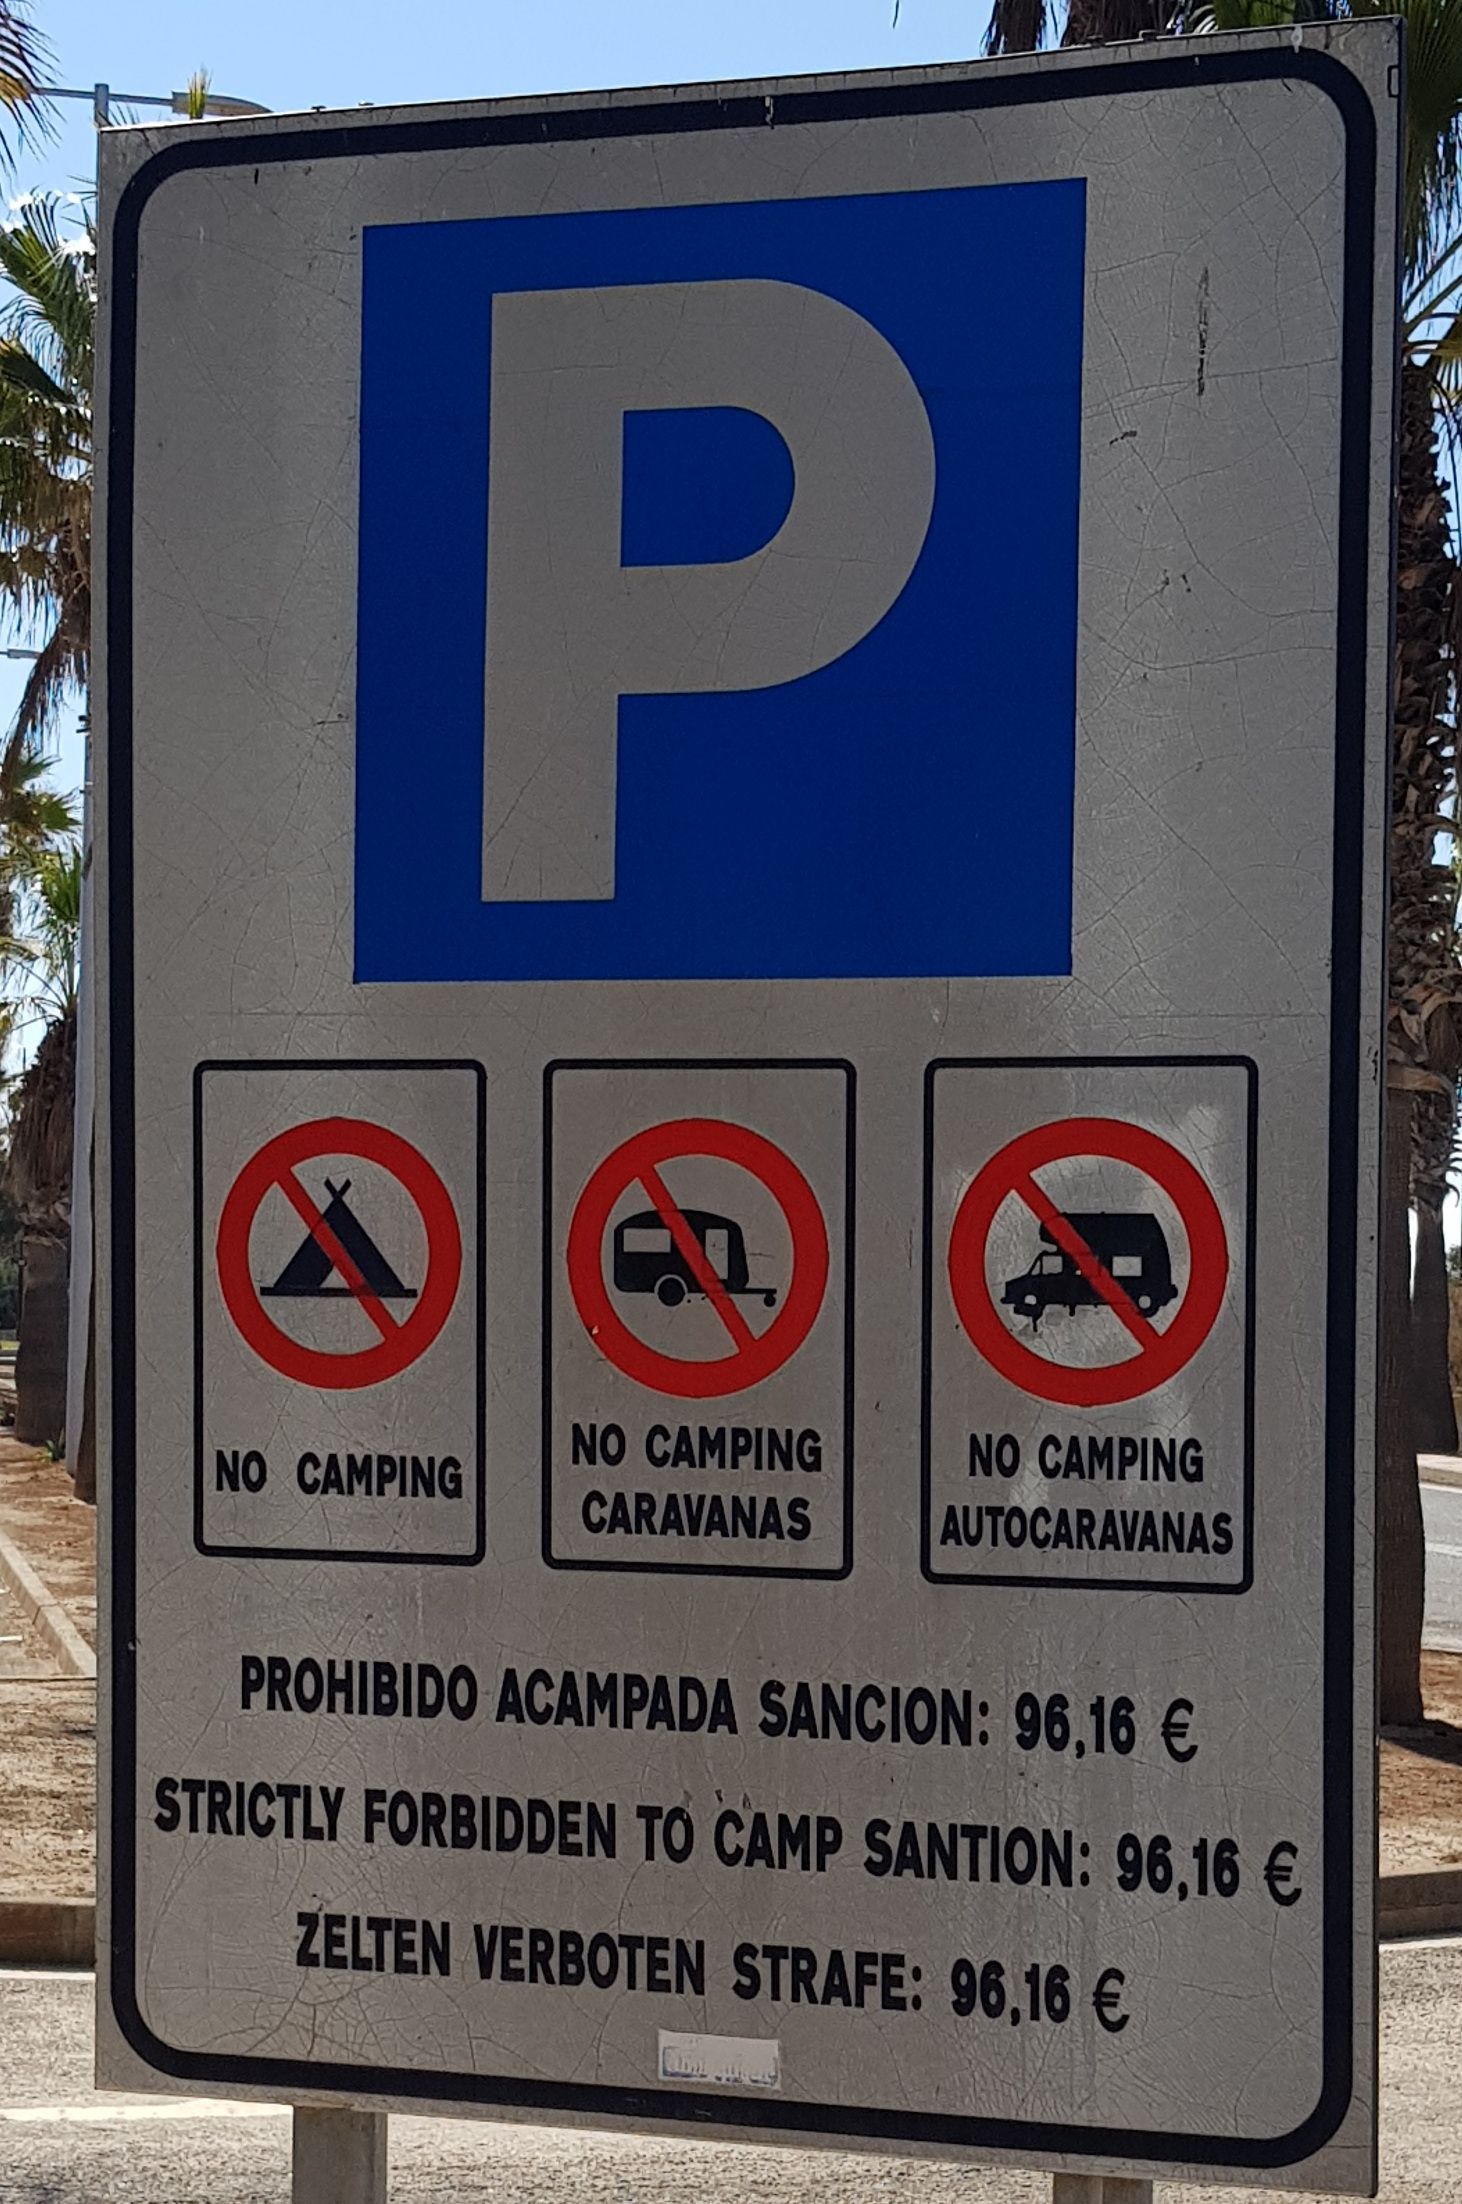 P
NO CAMPING
NO CAMPING
CARAVANAS
NO CAMPING
AUTOCARAVANAS
PROHIBIDO ACAMPADA SANCION: 96,16 €
STRICTLY FORBIDDEN TO CAMP SANTION: 96,16 €
ZELTEN VERBOTEN STRAFE: 96,16 €